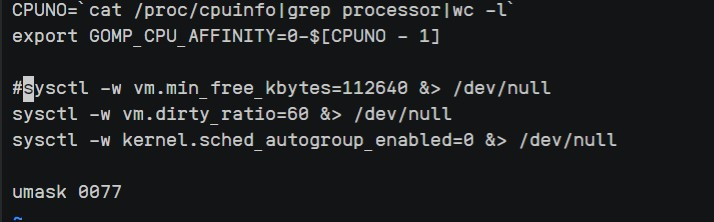 CPUNO=`cat /proc/cpuinfo|grep processor|wc -l`
export GOMP_CPU_AFFINITY=0-$[CPUNO - 1]
#sysctl -w vm.min_free_kbytes=112640 &> /dev/null
sysctl -w vm.dirty_ratio=60 &> /dev/null
sysctl -w kernel.sched_autogroup_enabled=0 &> /dev/null
umask 0077
~